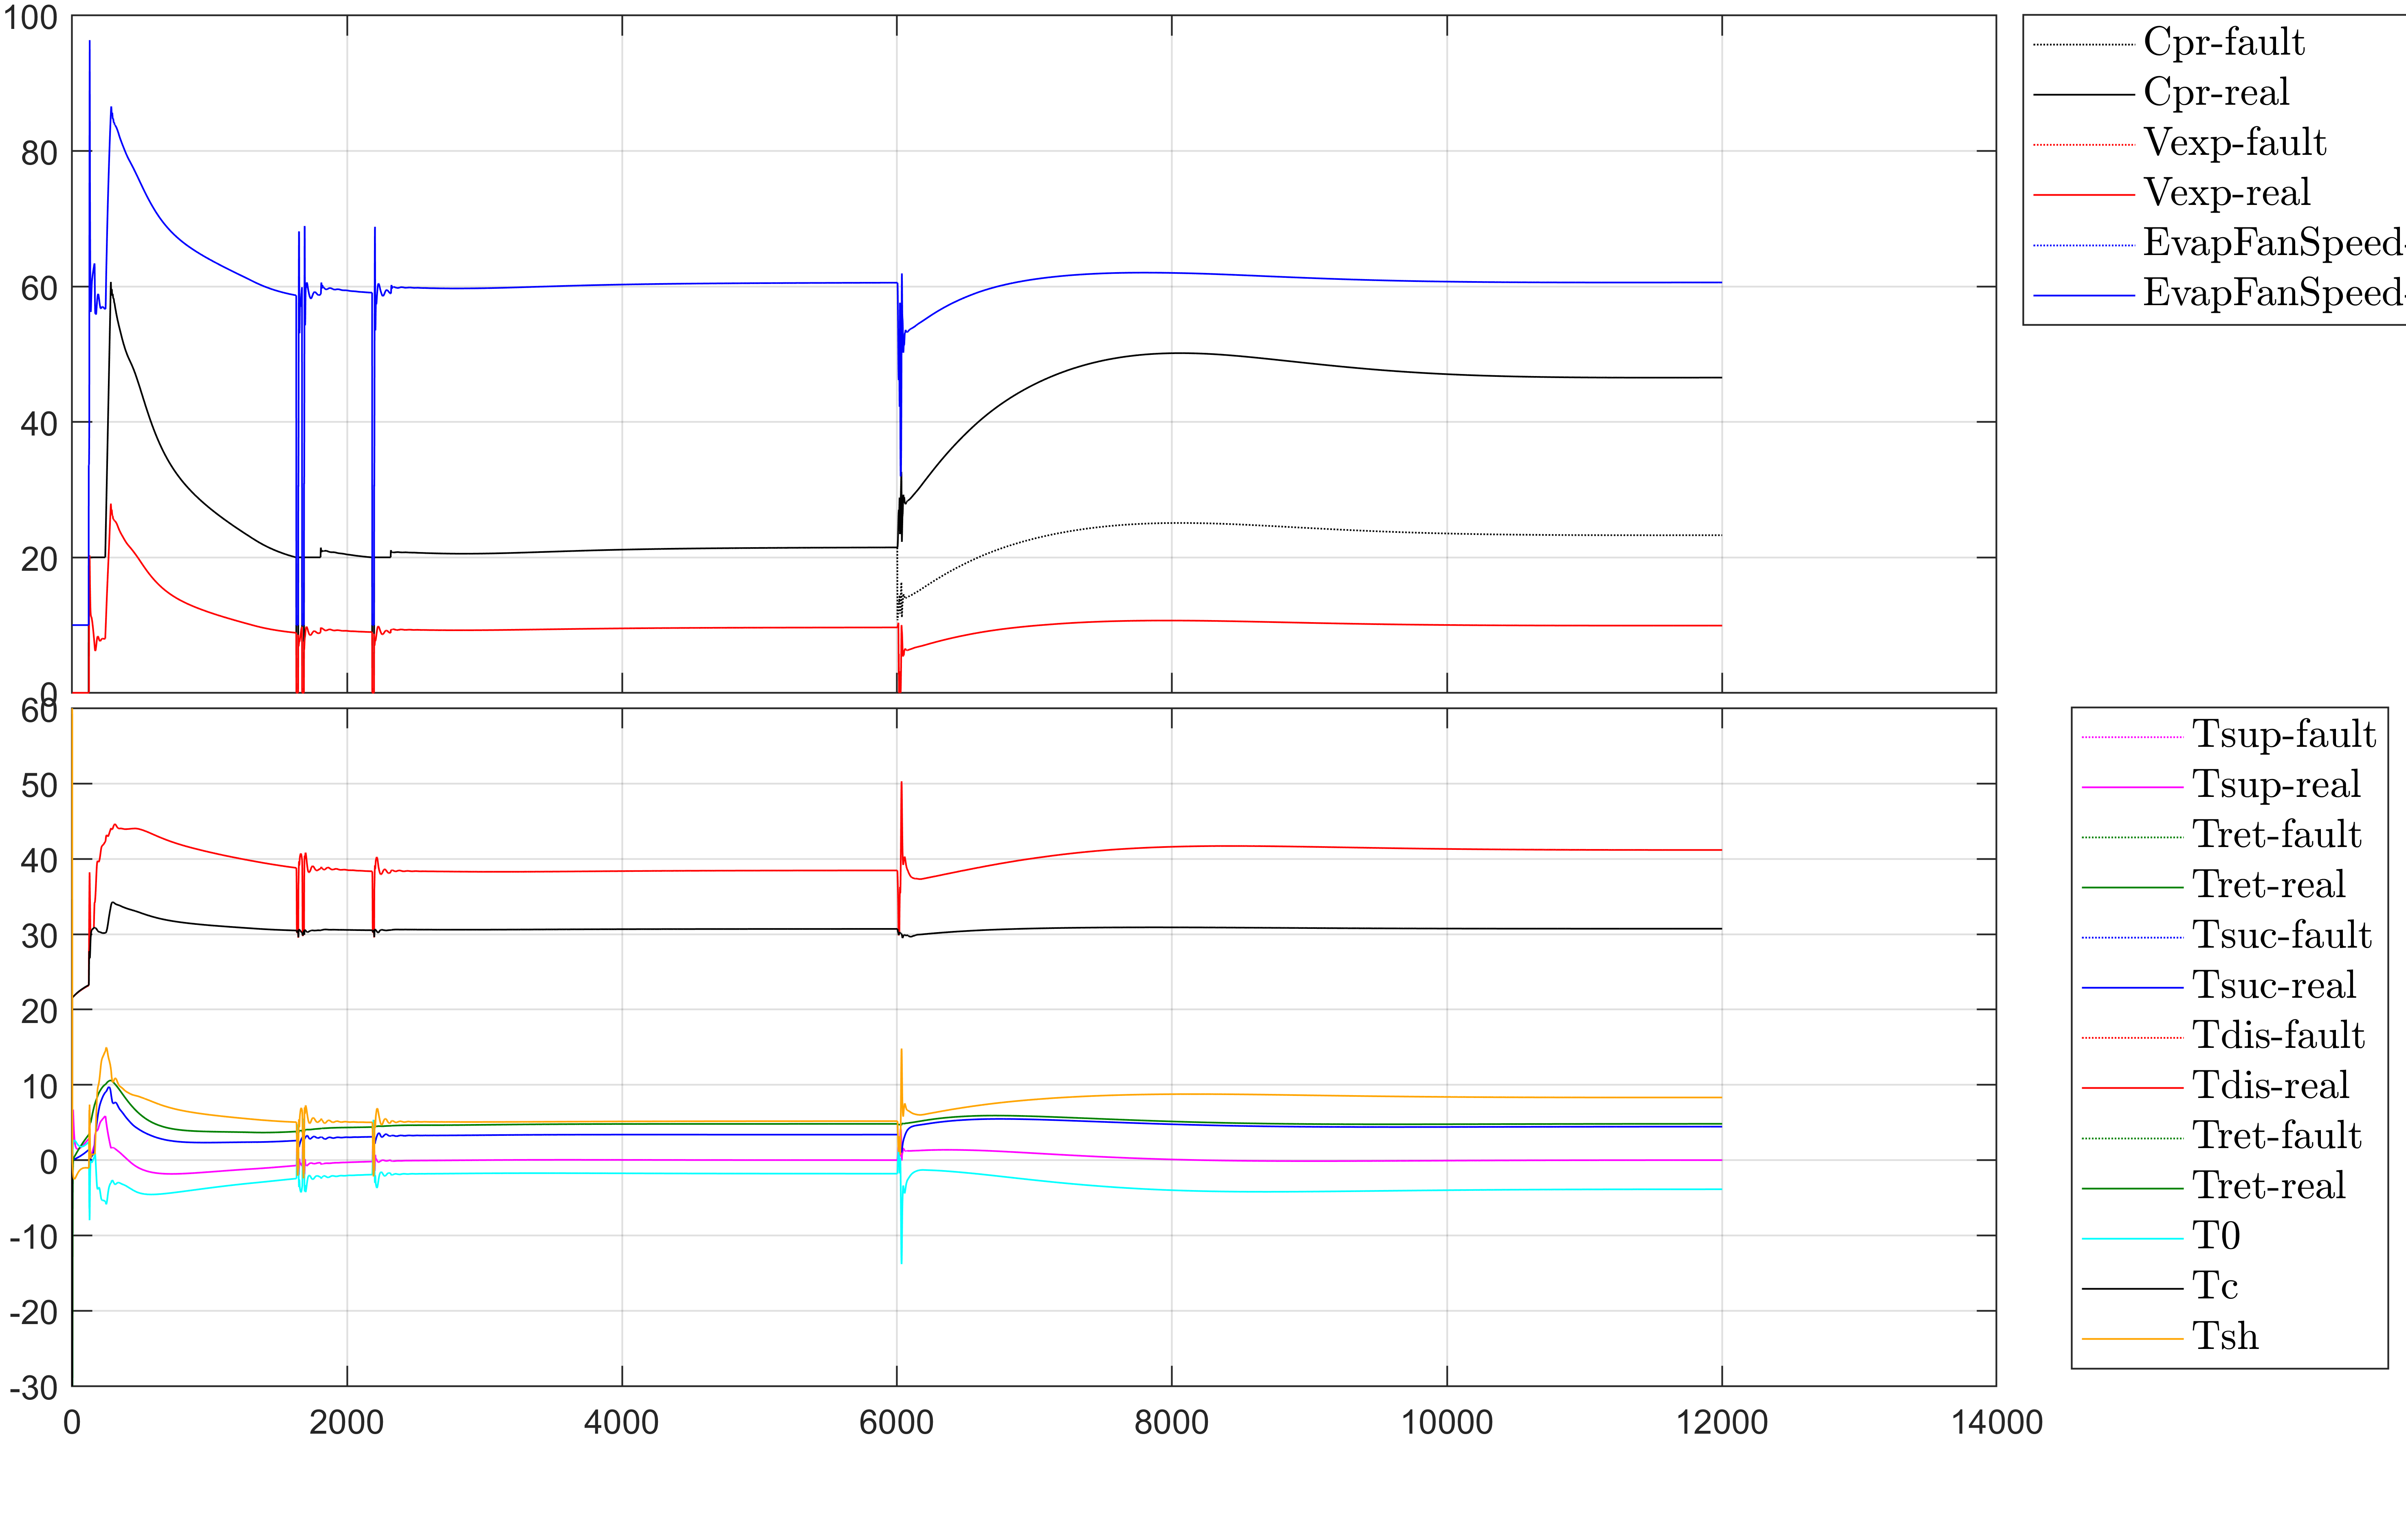 100
80
60
40
20
0
Cpr-fault
Cpr-real
Vexp-fault
Vexp-real
EvapFanSpeed-
EvapFanSpeed-
60
50
40
30
20
10
0
-10
-20
-30
0 2000 4000 6000 8000 10000 12000 14000
Tsup-fault
Tsup-real
Tret-fault
Tret-real
Tsuc-fault
Tsuc-real
Tdis-fault
Tdis-real
Tret-fault
Tret-real
T0
Tc
Tsh